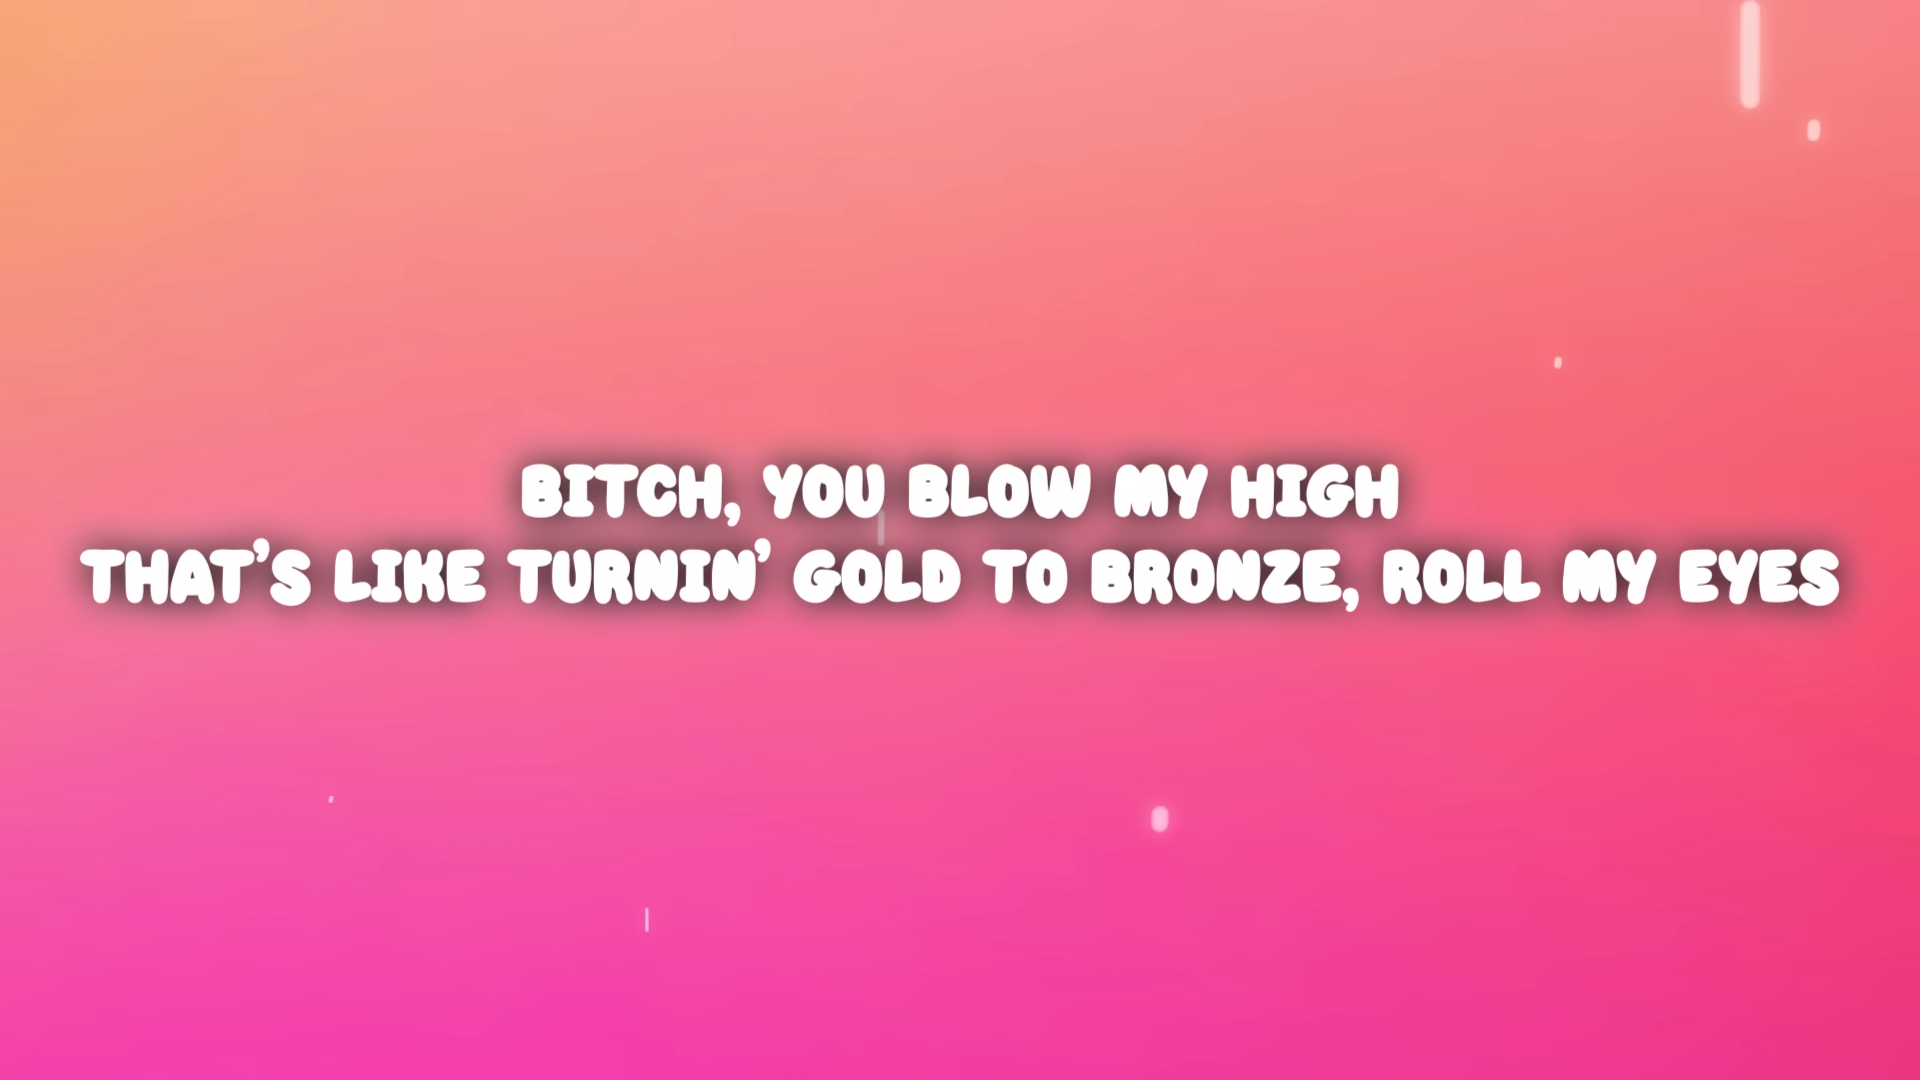 BITCH, YOU BLOW MY HIGH
THAT'S LIKE TURNIN' GOLD TO BRONZE, ROLL MY EYES